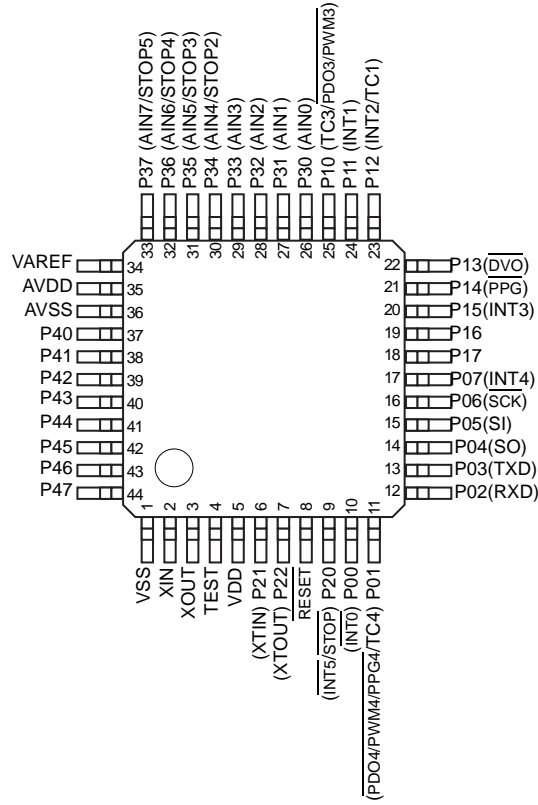 P37 (AIN7/STOP5)
P36 (AIN6/STOP4)
P35 (AIN5/STOP3)
P34 (AIN4/STOP2)
P33 (AIN3)
P32 (AIN2)
P31 (AIN1)
P30 (AIN0)
P10 (TC3/PDO3/PWM3)
P11 (INT1)
P12 (INT2/TC1)
33
32
31
30
29
28
27
26
25
24
23
VAREF 34
AVDD 35
AVSS 36
P40 37
P41 38
P42 39
P43 40
P44 41
P45 42
P46 43
P47 44
22 P13(DVO)
21 P14(PPG)
20 P15(INT3)
19 P16
18 P17
17 P07(INT4)
16 P06(SCK)
15 P05(SI)
14 P04(SO)
13 P03(TXD)
12 P02(RXD)
1
2
3
4
5
6
7
8
9
10
11
VSS
XIN
XOUT
TEST
VDD
(XTIN) P21
(XTOUT) P22
RESET
(INT5/STOP) P20
(INT0) P00
(PDO4/PWM4/PPG4/TC4) P01